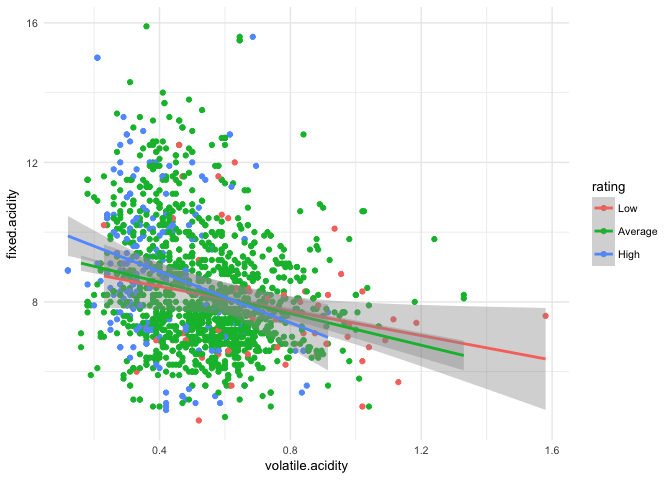 16
12
8
fixed.acidity
0.4
0.8
1.2
1.6
volatile.acidity
rating
Low
Average
High